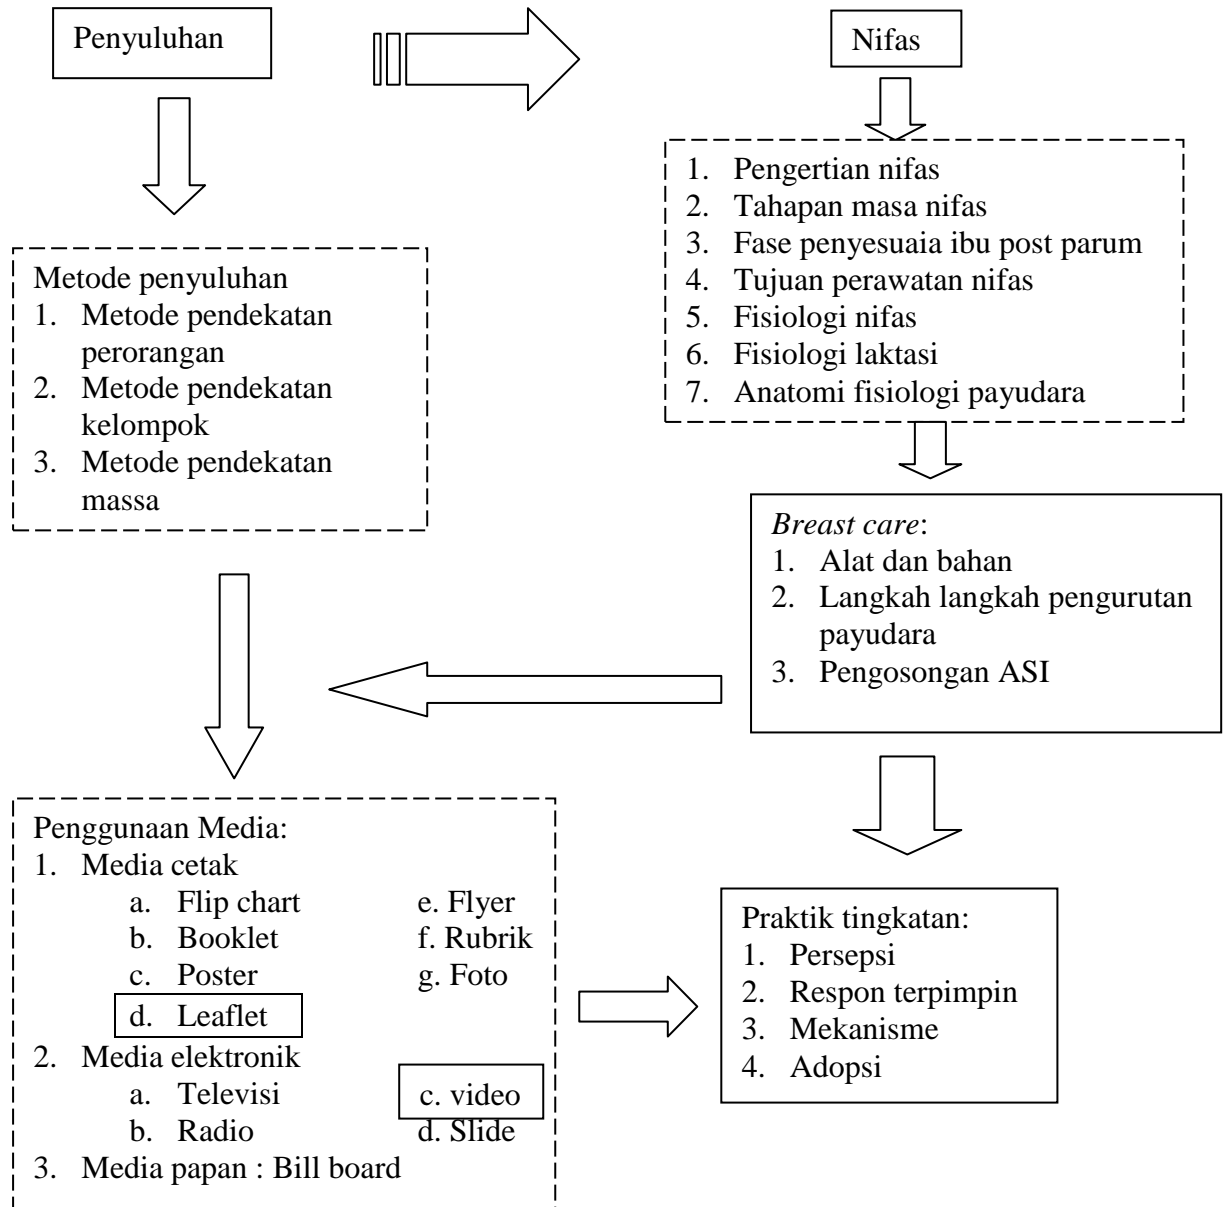 Penyuluhan
Nifas
1. Pengertian nifas
2. Tahapan masa nifas
3. Fase penyesuaia ibu post parum
4. Tujuan perawatan nifas
5. Fisiologi nifas
6. Fisiologi laktasi
7. Anatomi fisiologi payudara
Metode penyuluhan
1. Metode pendekatan
perorangan
2. Metode pendekatan
kelompok
3. Metode pendekatan
massa
Breast care:
1. Alat dan bahan
2. Langkah langkah pengurutan
payudara
3. Pengosongan ASI
Penggunaan Media:
1. Media cetak
a. Flip chart
e. Flyer
b. Booklet
f. Rubrik
c. Poster
g. Foto
d. Leaflet
2. Media elektronik
a. Televisi
c. video
b. Radio
d. Slide
3. Media papan : Bill board
Praktik tingkatan:
1. Persepsi
2. Respon terpimpin
3. Mekanisme
4. Adopsi